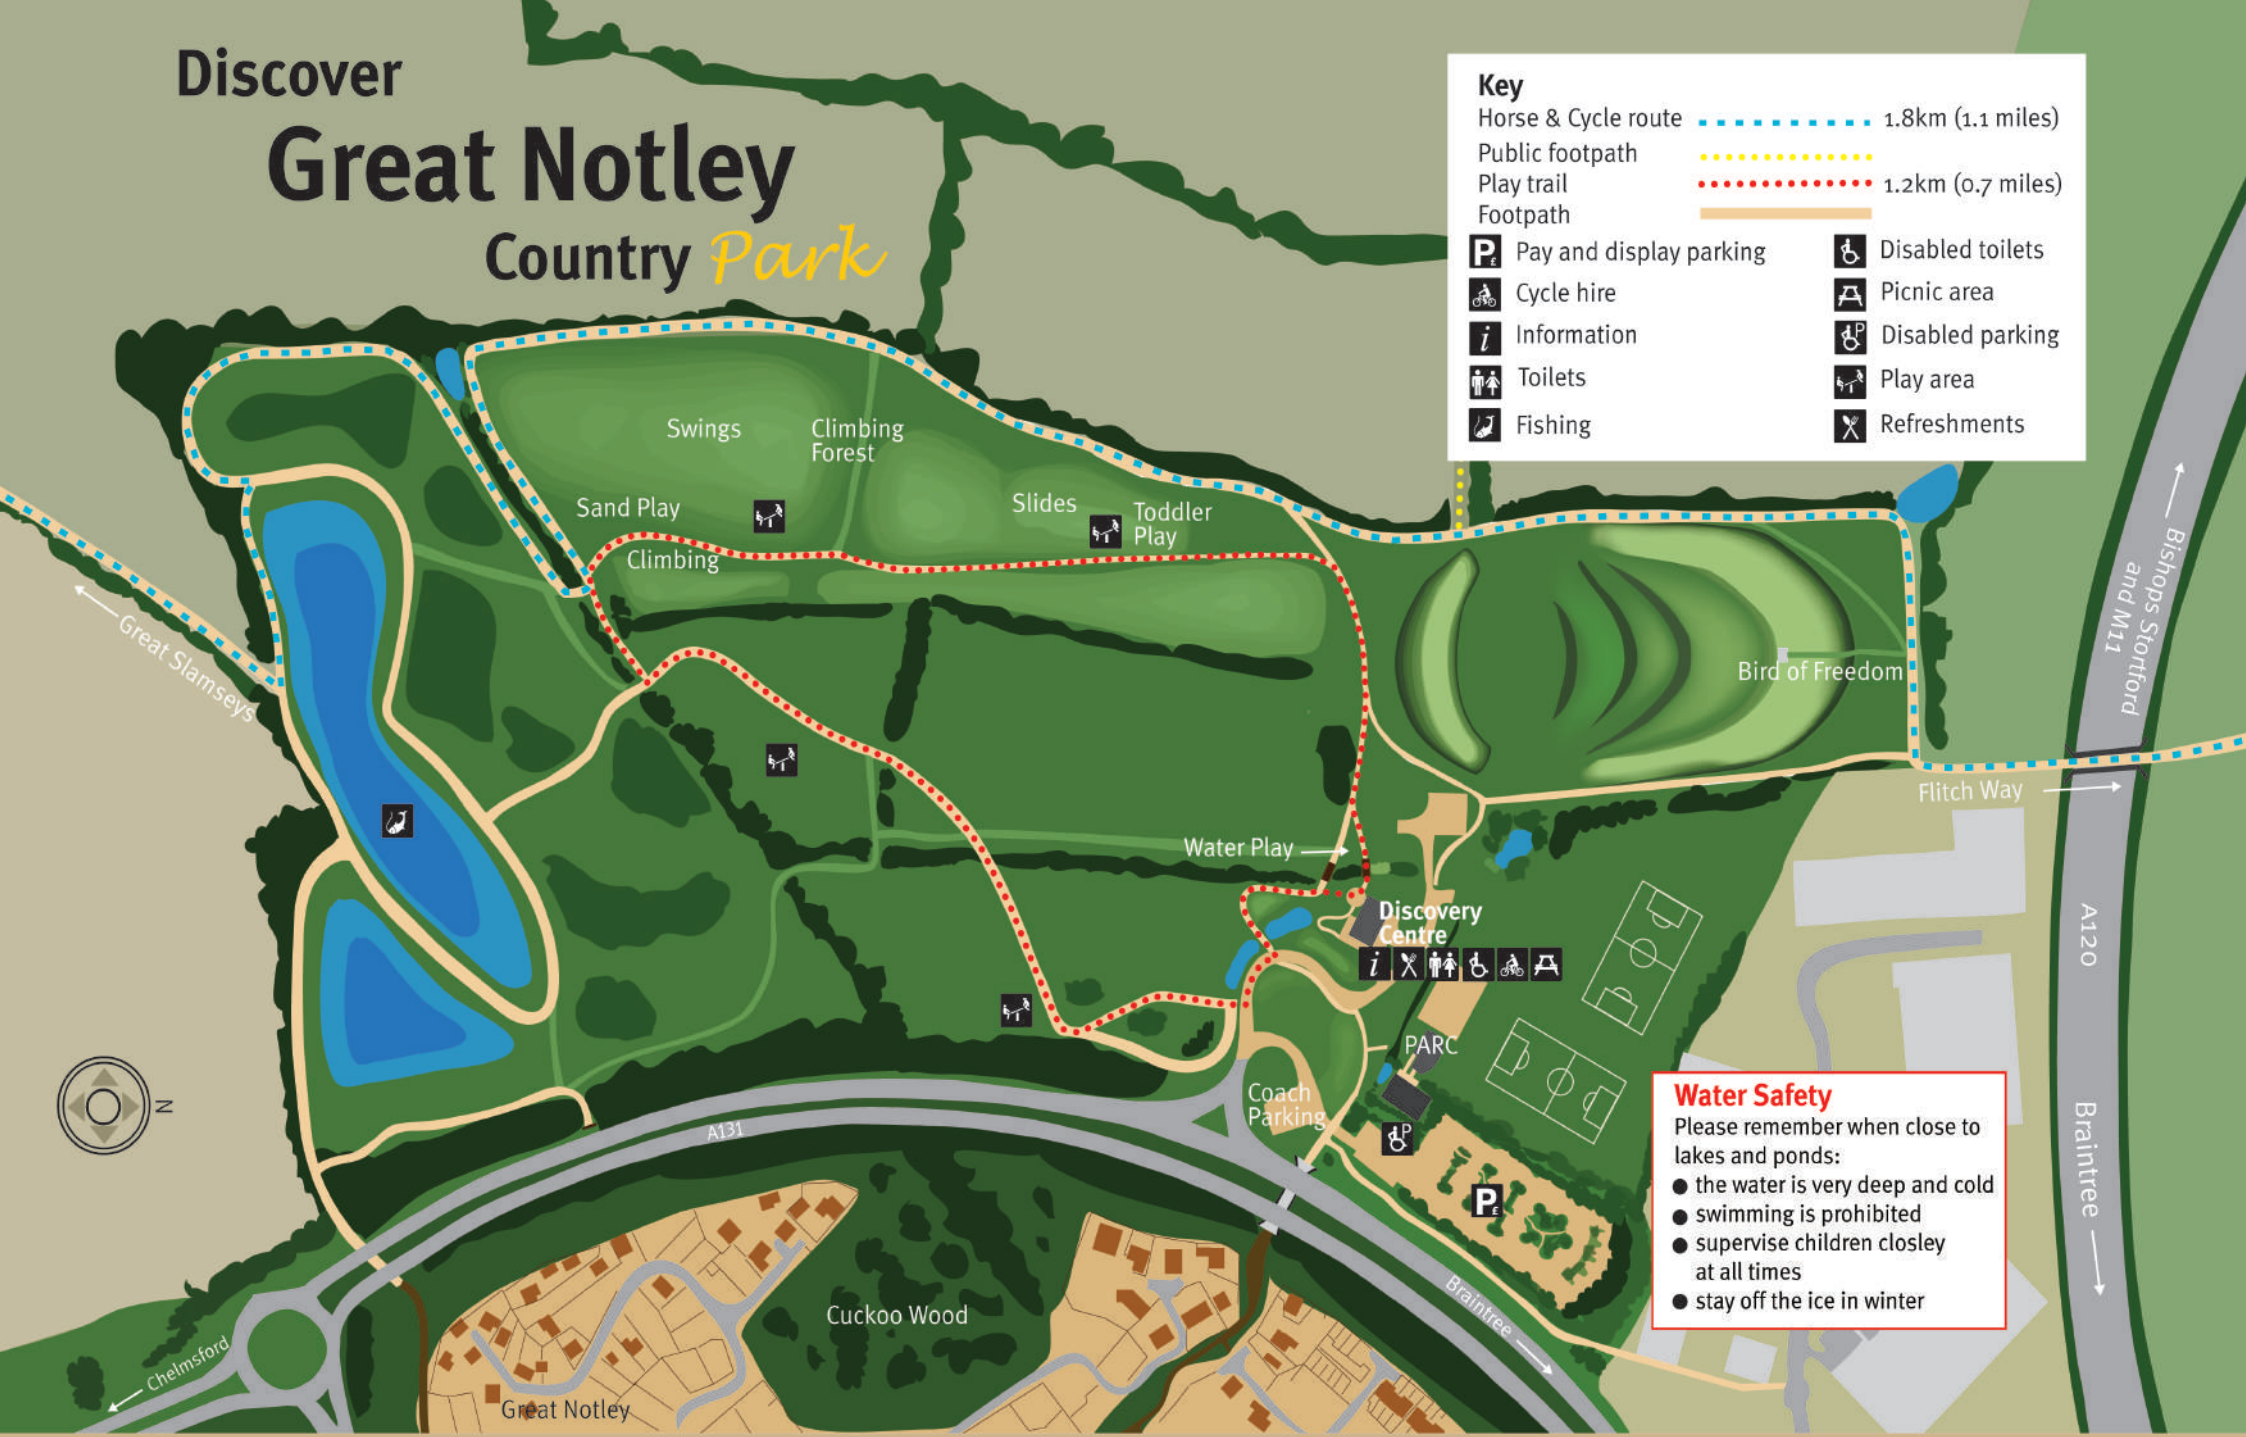 Discover
Great Notley
Country Park
Key
Horse & Cycle route 1.8km (1.1 miles)
Public footpath
Play trail 1.2km (0.7 miles)
Footpath
P£ Pay and display parking
Disabled toilets
Cycle hire
Picnic area
i Information
P Disabled parking
Toilets
Play area
Fishing
Refreshments
Swings
Climbing
Forest
Sand Play
Climbing
Slides
Toddler
Play
Great Slamseys
Bird of Freedom
Bishops Stortford
and M11
Flitch Way
Water Play
Discovery
Centre
i
PARC
Coach
Parking
P
P£
A131
A120
Braintree
Braintree
N
Cuckoo Wood
Great Notley
Chelmsford
Water Safety
Please remember when close to
lakes and ponds:
● the water is very deep and cold
● swimming is prohibited
● supervise children closley
at all times
● stay off the ice in winter